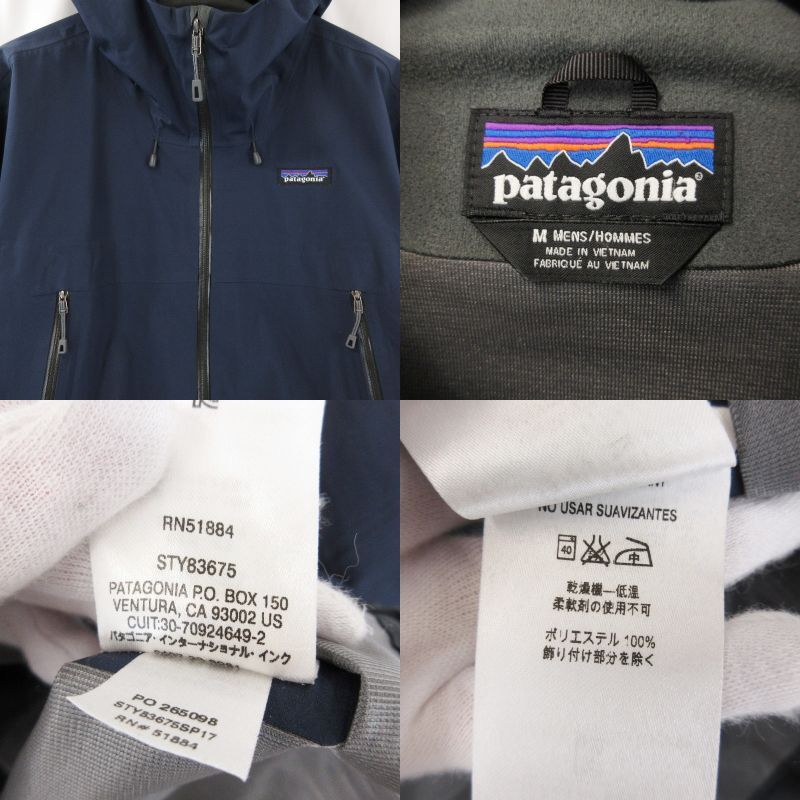 patagonia
patagonia®
M MENS/HOMMES
MADE IN VIETNAM
FABRIQUÉ AU VIETNAM
RN51884
STY83675
PATAGONIA P.O. BOX 150
VENTURA, CA 93002 US
CUIT:30-70924649-2
パタゴニア・インターナショナル・インク
PO 265098
STY83675SP17
RN# 51884
NO USAR SUAVIZANTES
40 中
乾燥機—低温
柔軟剤の使用不可
ポリエステル 100%
飾り付け部分を除く